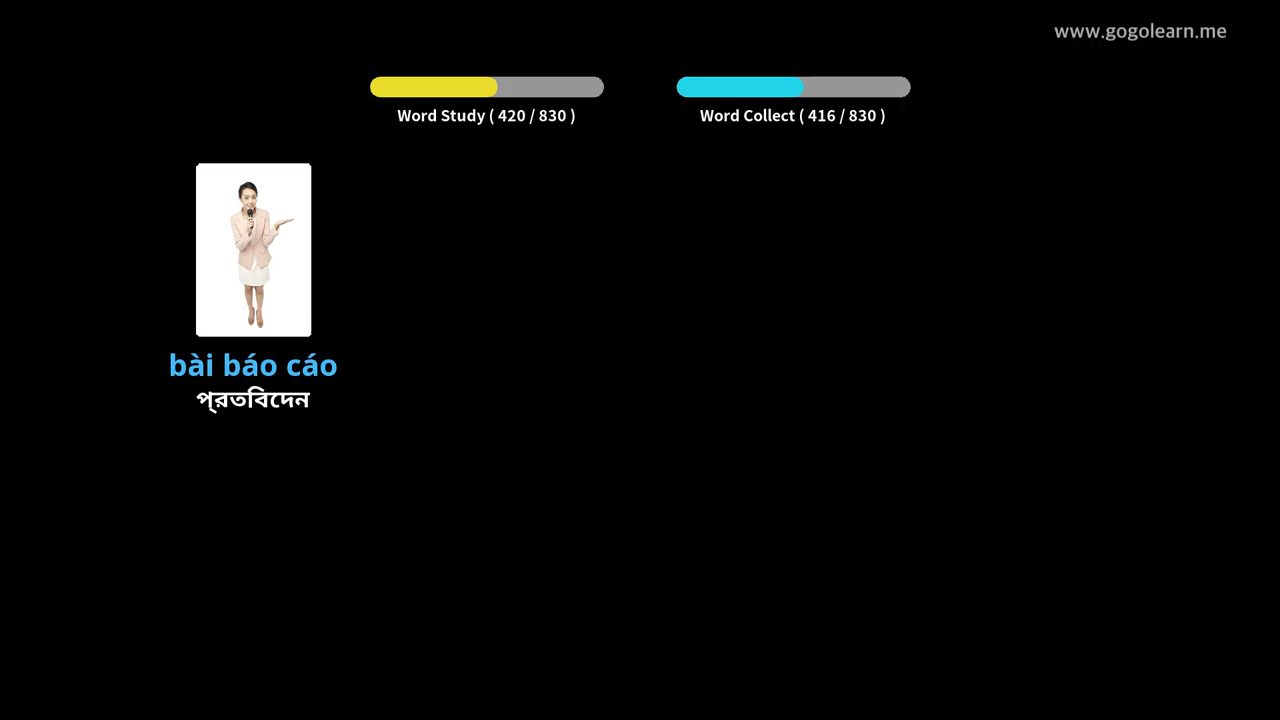 www.gogolearn.me
Word Study ( 420 / 830 )
Word Collect ( 416 / 830 )
bài báo cáo
প্রতিবেদন